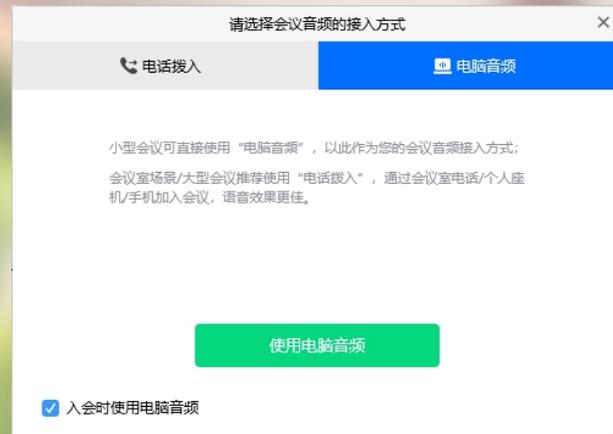 请选择会议音频的接入方式
电话拨入
电脑音频
小型会议可直接使用“电脑音频”，以此作为您的会议音频接入方式；
会议室场景/大型会议推荐使用“电话拨入”，通过会议室电话/个人座
机/手机加入会议，语音效果更佳。
使用电脑音频
入会时使用电脑音频